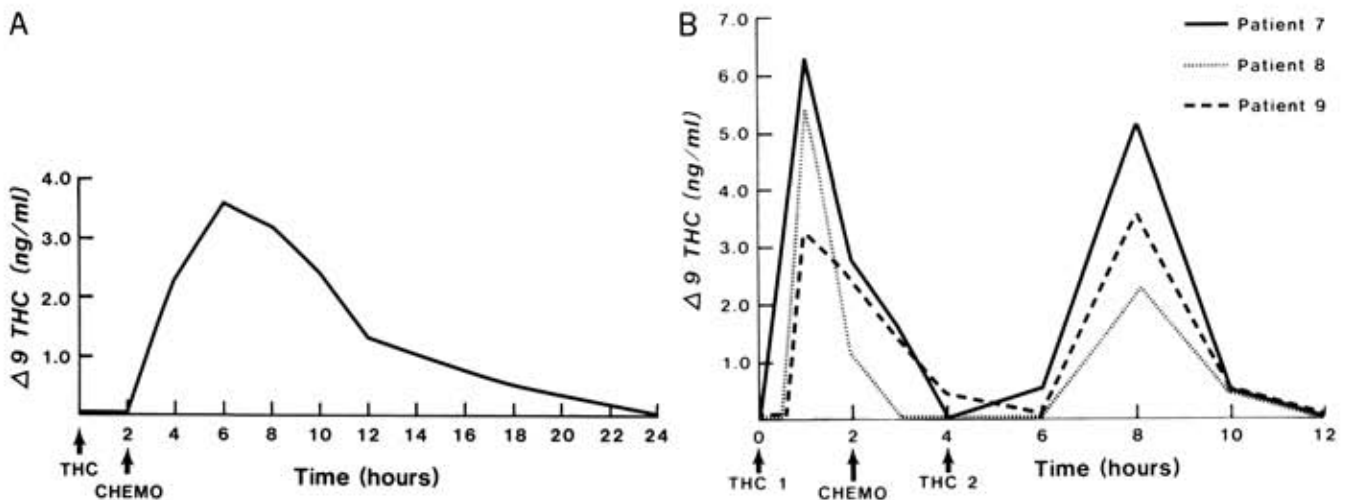 A
Δ9 THC (ng/ml)
4.0
3.0
2.0
1.0
0 2 4 6 8 10 12 14 16 18 20 22 24
THC
CHEMO
Time (hours)
B
Δ9 THC (ng/ml)
7.0
6.0
5.0
4.0
3.0
2.0
1.0
0 2 4 6 8 10 12
THC 1
CHEMO
THC 2
Time (hours)
Patient 7
Patient 8
Patient 9